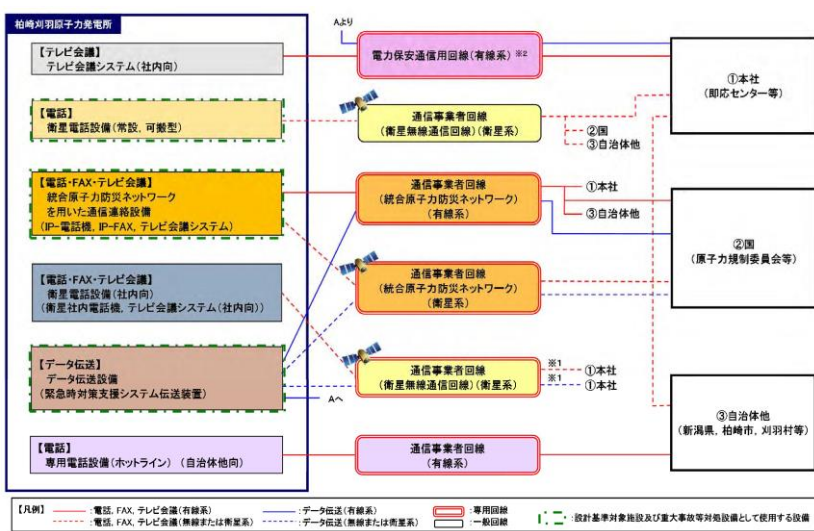 柏崎刈羽原子力発電所
【テレビ会議】
テレビ会議システム(社内向)
【電話】
衛星電話設備(常設、可搬型)
【電話・FAX・テレビ会議】
統合原子力防災ネットワーク
を用いた通信連絡設備
(IP-電話機、IP-FAX、テレビ会議システム)
【電話・FAX・テレビ会議】
衛星電話設備(社内向)
(衛星社内電話機、テレビ会議システム(社内向))
【データ伝送】
データ伝送設備
(緊急時対策支援システム伝送装置)
【電話】
専用電話設備(ホットライン) (自治体他向)
Aより
Aへ
電力保安通信用回線(有線系) ※2
通信事業者回線
(衛星無線通信回線)(衛星系)
②国
③自治体他
通信事業者回線
(統合原子力防災ネットワーク)
(有線系)
①本社
③自治体他
通信事業者回線
(統合原子力防災ネットワーク)
(衛星系)
通信事業者回線
(衛星無線通信回線)(衛星系)
※1
①本社
※1
①本社
通信事業者回線
(有線系)
①本社
(即応センター等)
②国
(原子力規制委員会等)
③自治体他
(新潟県、柏崎市、刈羽村等)
【凡例】
:電話、FAX、テレビ会議(有線系)
:電話、FAX、テレビ会議(無線または衛星系)
:データ伝送(有線系)
:データ伝送(無線または衛星系)
:専用回線
:一般回線
:設計基準対象施設及び重大事故等対処設備として使用する設備